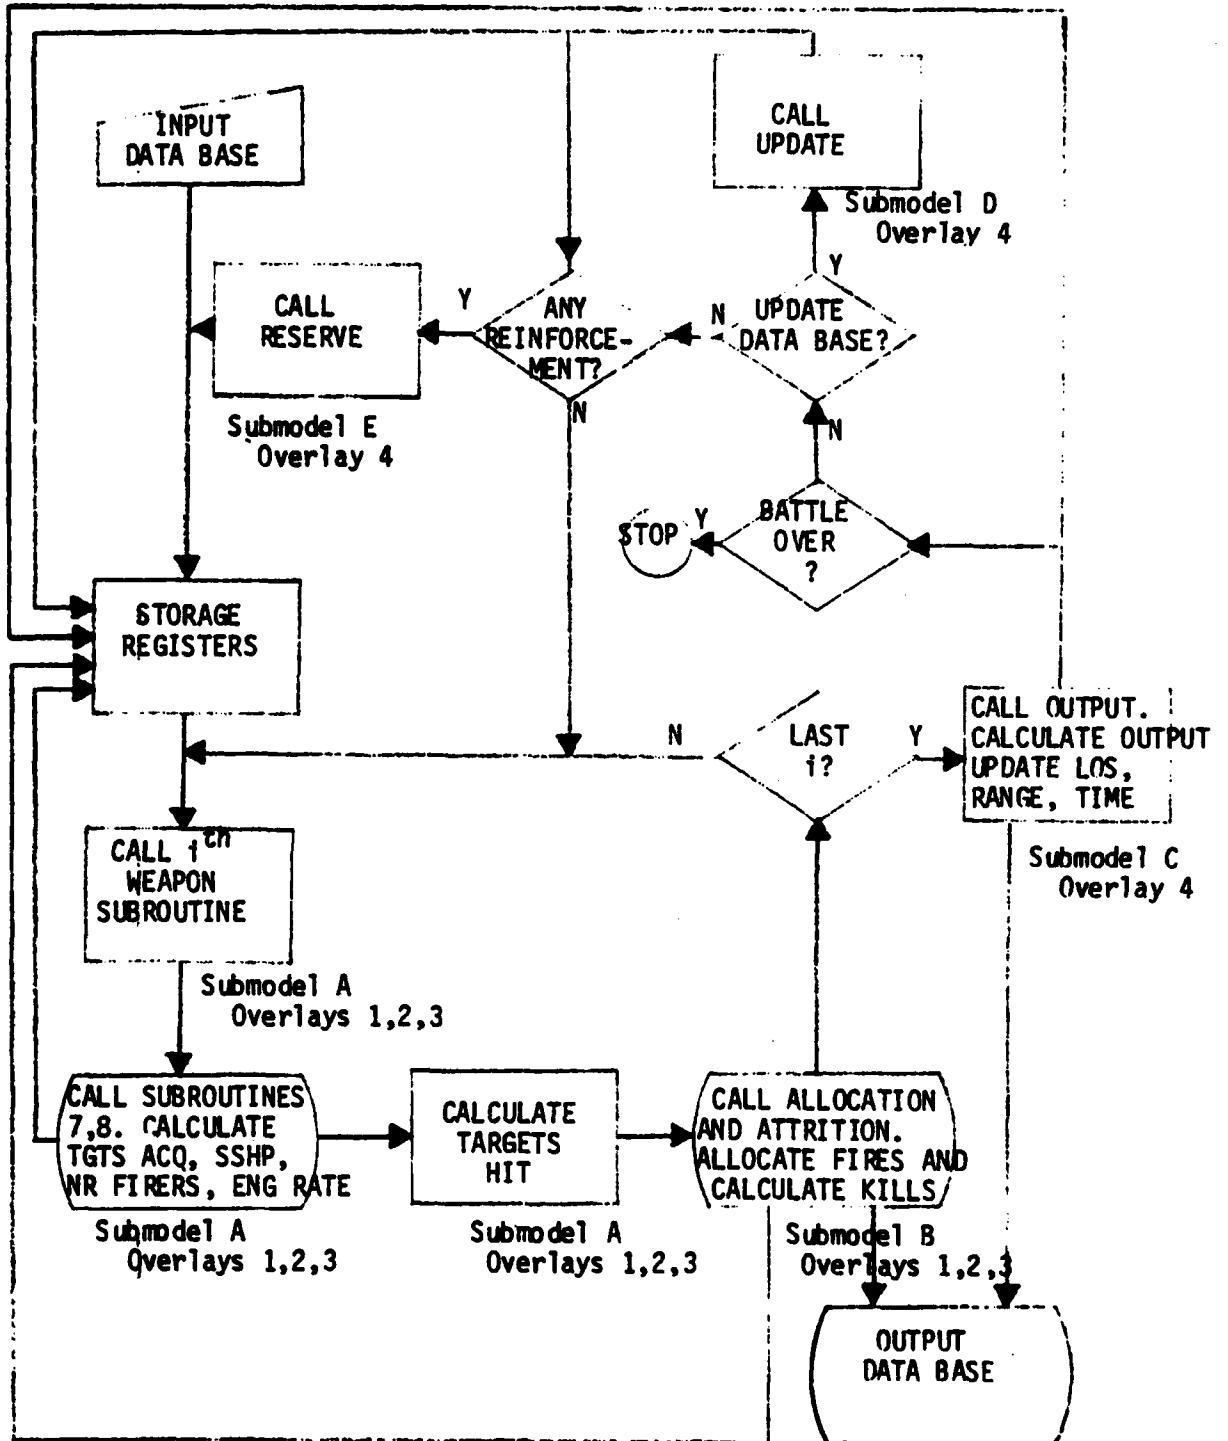 INPUT
DATA BASE
CALL
UPDATE
Submodel D
Overlay 4
CALL
RESERVE
Submodel E
Overlay 4
Y
ANY
REINFORCE-
MENT?
N
N
UPDATE
DATA BASE?
Y
N
STOP
Y
BATTLE
OVER
?
STORAGE
REGISTERS
N
LAST
i?
Y
CALL OUTPUT.
CALCULATE OUTPUT
UPDATE LOS,
RANGE, TIME
Submodel C
Overlay 4
CALL ith
WEAPON
SUBROUTINE
Submodel A
Overlays 1,2,3
CALL SUBROUTINES
7,8. CALCULATE
TGTS ACQ, SSHP,
NR FIRERS, ENG RATE
Submodel A
Overlays 1,2,3
CALCULATE
TARGETS
HIT
Submodel A
Overlays 1,2,3
CALL ALLOCATION
AND ATTRITION.
ALLOCATE FIRES AND
CALCULATE KILLS
Submodel B
Overlays 1,2,3
OUTPUT
DATA BASE